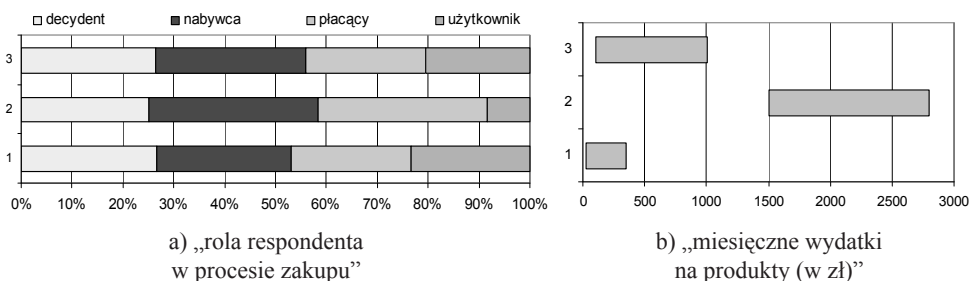 decydent nabywca płacący użytkownik
3
2
1
0% 10% 20% 30% 40% 50% 60% 70% 80% 90% 100%
a) „rola respondenta
w procesie zakupu”
3
2
1
0 500 1000 1500 2000 2500 3000
b) „miesięczne wydatki
na produkty (w zł)”